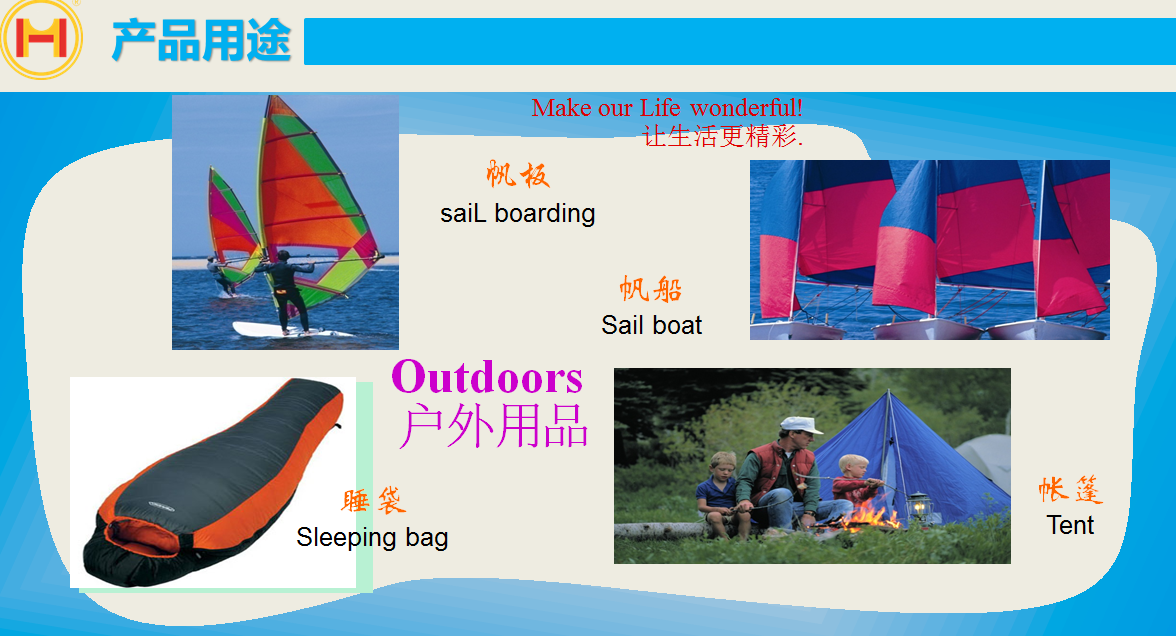 产品用途
Make our Life wonderful!
让生活更精彩.
帆板
saiL boarding
帆船
Sail boat
Outdoors
户外用品
睡袋
Sleeping bag
帐篷
Tent